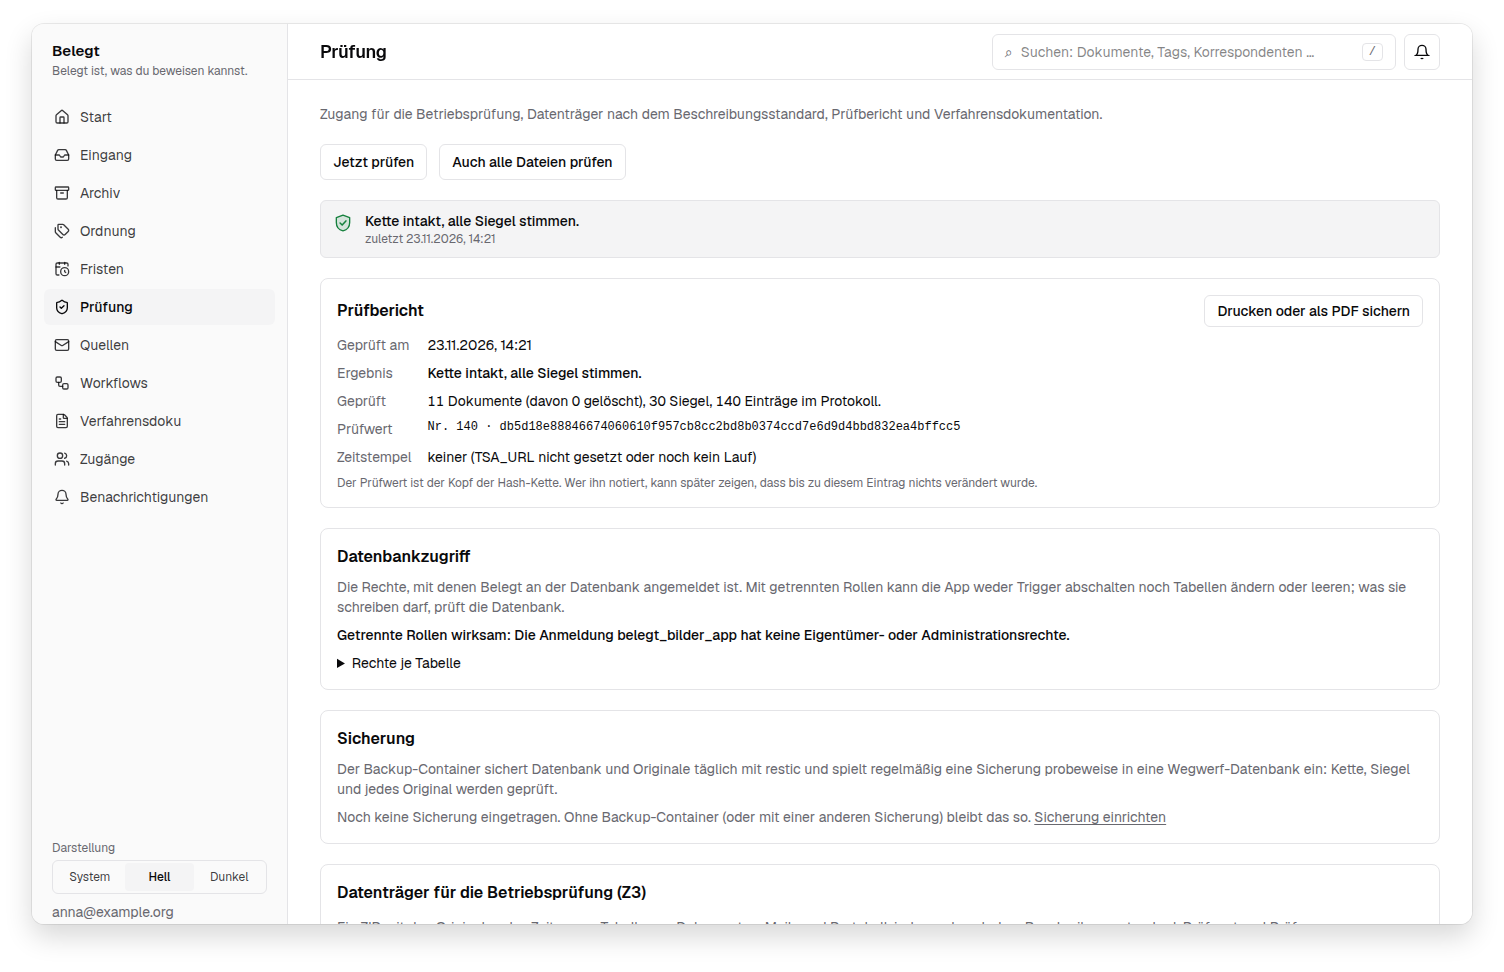 Belegt
Belegt ist, was du beweisen kannst.
Start
Eingang
Archiv
Ordnung
Fristen
Prüfung
Quellen
Workflows
Verfahrensdoku
Zugänge
Benachrichtigungen
Darstellung
System Hell Dunkel
anna@example.org
Prüfung
Suchen: Dokumente, Tags, Korrespondenten … /
Zugang für die Betriebsprüfung, Datenträger nach dem Beschreibungsstandard, Prüfbericht und Verfahrensdokumentation.
Jetzt prüfen Auch alle Dateien prüfen
Kette intakt, alle Siegel stimmen.
zuletzt 23.11.2026, 14:21
Prüfbericht Drucken oder als PDF sichern
Geprüft am 23.11.2026, 14:21
Ergebnis Kette intakt, alle Siegel stimmen.
Geprüft 11 Dokumente (davon 0 gelöscht), 30 Siegel, 140 Einträge im Protokoll.
Prüfwert Nr. 140 · db5d18e88846674060610f957cb8cc2bd8b0374ccd7e6d9d4bbd832ea4bffcc5
Zeitstempel keiner (TSA_URL nicht gesetzt oder noch kein Lauf)
Der Prüfwert ist der Kopf der Hash-Kette. Wer ihn notiert, kann später zeigen, dass bis zu diesem Eintrag nichts verändert wurde.
Datenbankzugriff
Die Rechte, mit denen Belegt an der Datenbank angemeldet ist. Mit getrennten Rollen kann die App weder Trigger abschalten noch Tabellen ändern oder leeren; was sie
schreiben darf, prüft die Datenbank.
Getrennte Rollen wirksam: Die Anmeldung belegt_bilder_app hat keine Eigentümer- oder Administrationsrechte.
Rechte je Tabelle
Sicherung
Der Backup-Container sichert Datenbank und Originale täglich mit restic und spielt regelmäßig eine Sicherung probeweise in eine Wegwerf-Datenbank ein: Kette, Siegel
und jedes Original werden geprüft.
Noch keine Sicherung eingetragen. Ohne Backup-Container (oder mit einer anderen Sicherung) bleibt das so. Sicherung einrichten
Datenträger für die Betriebsprüfung (Z3)